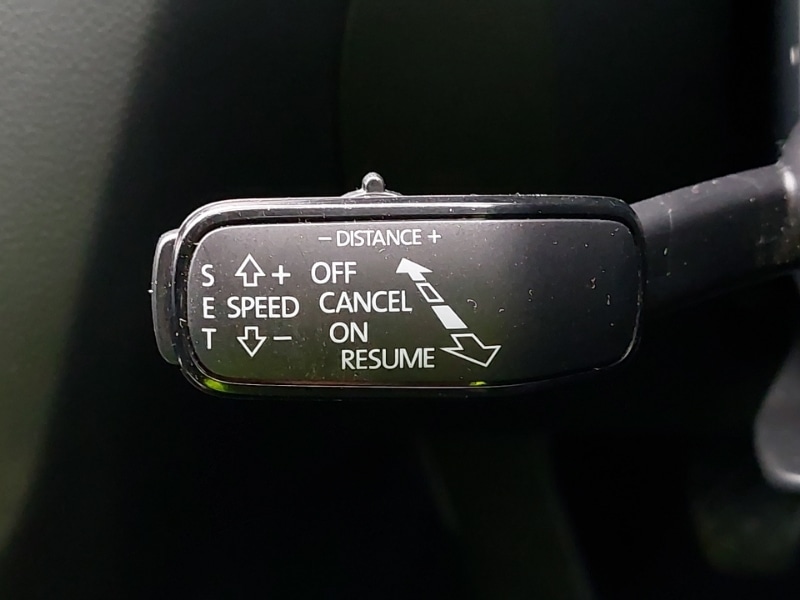 − DISTANCE +
S + OFF
E SPEED CANCEL
T − ON
RESUME